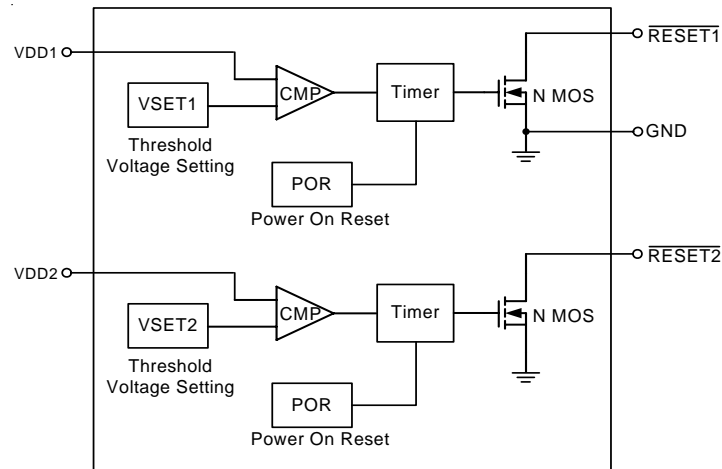 RESET1
VDD1
CMP
Timer
N MOS
VSET1
GND
Threshold
Voltage Setting
POR
Power On Reset
RESET2
VDD2
CMP
Timer
N MOS
VSET2
Threshold
Voltage Setting
POR
Power On Reset